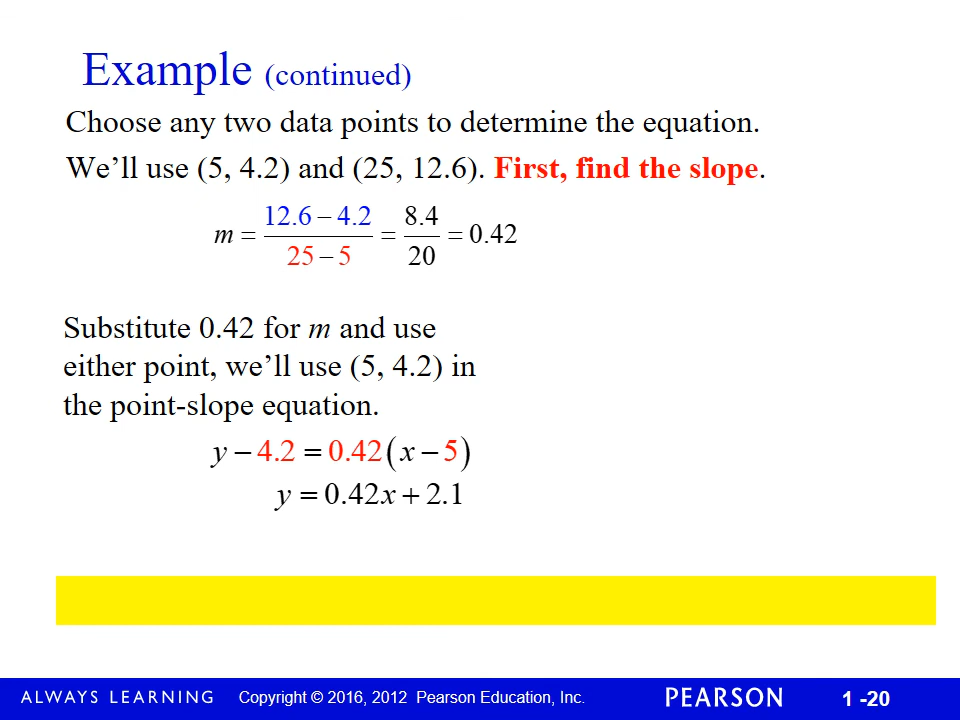 Example (continued)
Choose any two data points to determine the equation.
We’ll use (5, 4.2) and (25, 12.6). First, find the slope.
m = (12.6 − 4.2)/(25 − 5) = 8.4/20 = 0.42
Substitute 0.42 for m and use
either point, we’ll use (5, 4.2) in
the point-slope equation.
y − 4.2 = 0.42(x − 5)
y = 0.42x + 2.1
ALWAYS LEARNING Copyright © 2016, 2012 Pearson Education, Inc. PEARSON 1 -20